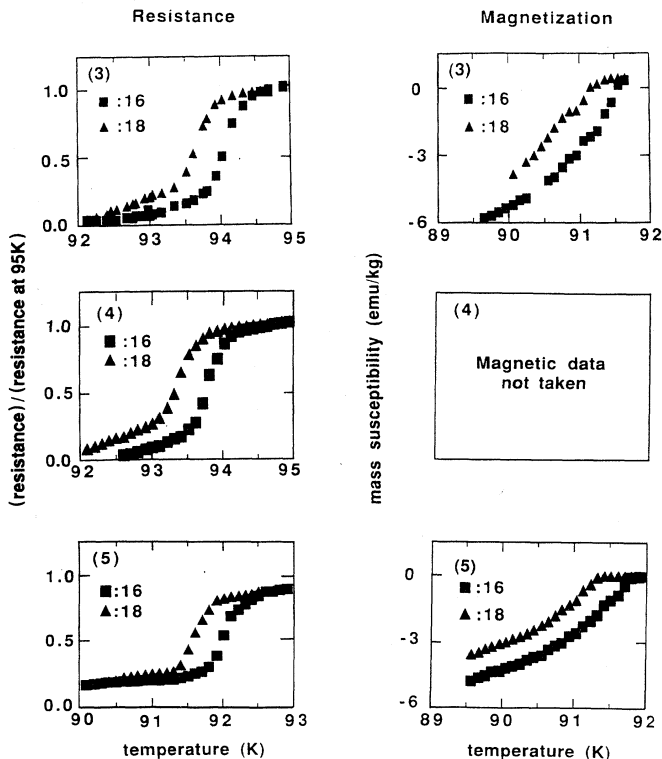 Resistance
Magnetization
(resistance) / (resistance at 95K)
(3)
■ :16
▲ :18
1.0
0.5
0.0
92 93 94 95
(4)
■ :16
▲ :18
1.0
0.5
0.0
92 93 94 95
(5)
■ :16
▲ :18
1.0
0.5
0.0
90 91 92 93
temperature (K)
mass susceptibility (emu/kg)
(3)
■ :16
▲ :18
0
-3
-6
89 90 91 92
(4)
Magnetic data
not taken
(5)
■ :16
▲ :18
0
-3
-6
89 90 91 92
temperature (K)